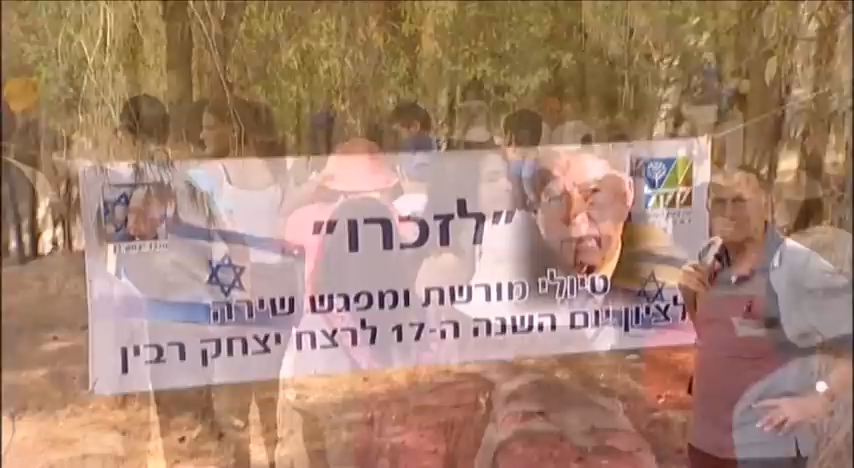 "לזכרו"
טיולי מורשת ומפגש שירה
לציון יום השנה ה-17 לרצח יצחק רבין